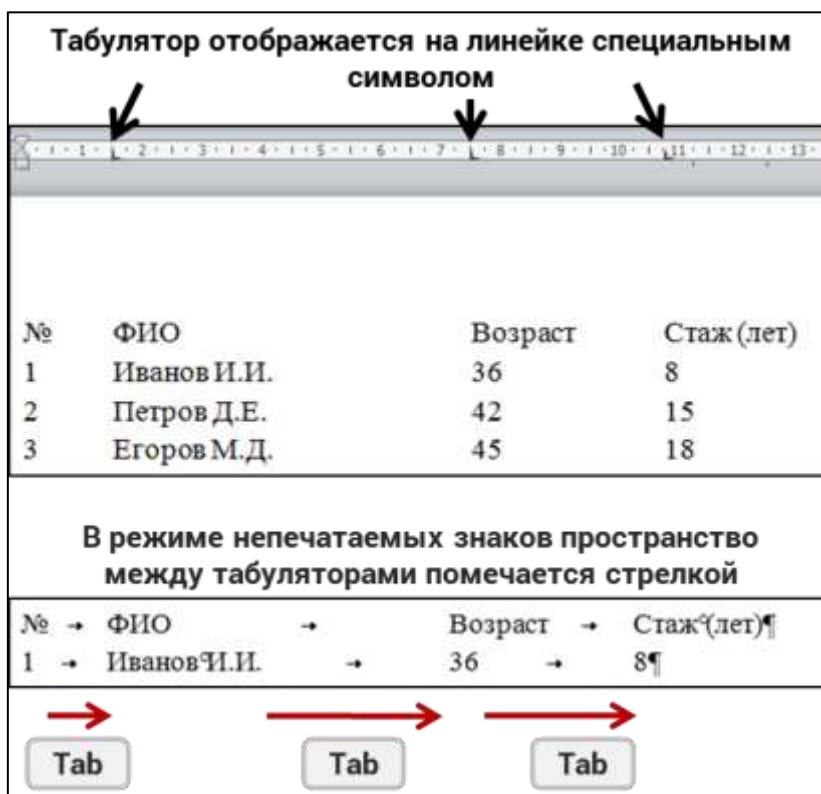 Табулятор отображается на линейке специальным
символом
1 2 3 4 5 6 7 8 9 10 11 12 13
№ ФИО Возраст Стаж (лет)
1 Иванов И.И. 36 8
2 Петров Д.Е. 42 15
3 Егоров М.Д. 45 18
В режиме непечатаемых знаков пространство
между табуляторами помечается стрелкой
№ → ФИО → Возраст → Стаж°(лет)¶
1 → Иванов°И.И. → 36 → 8¶
Tab Tab Tab